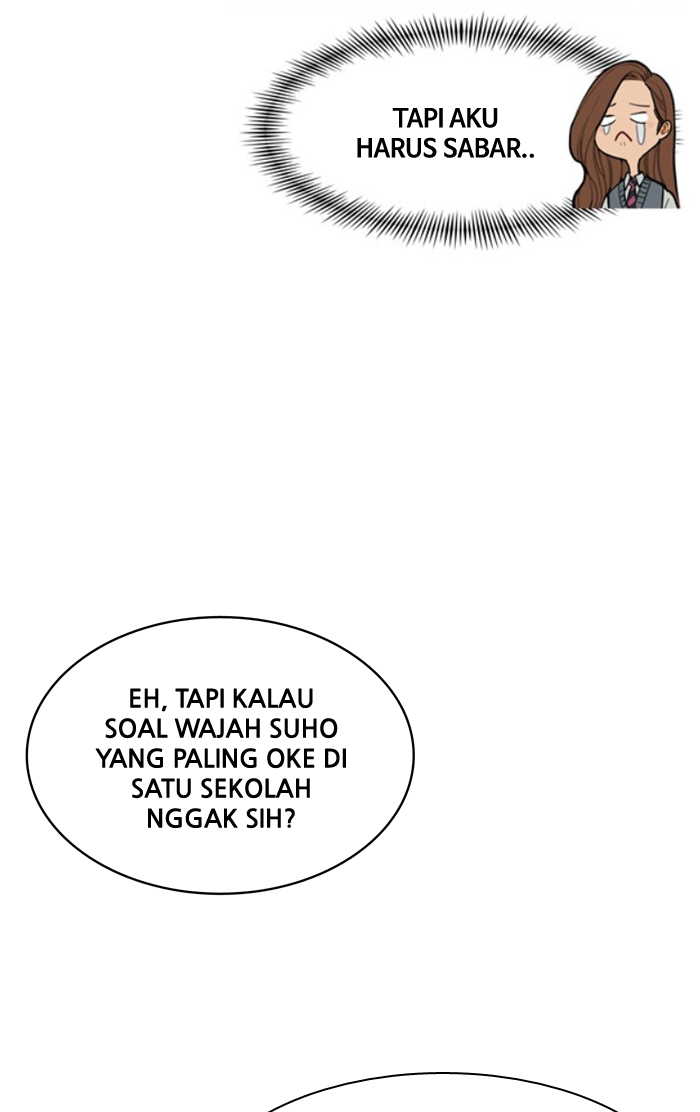 TAPI AKU
HARUS SABAR..
EH, TAPI KALAU
SOAL WAJAH SUHO
YANG PALING OKE DI
SATU SEKOLAH
NGGAK SIH?